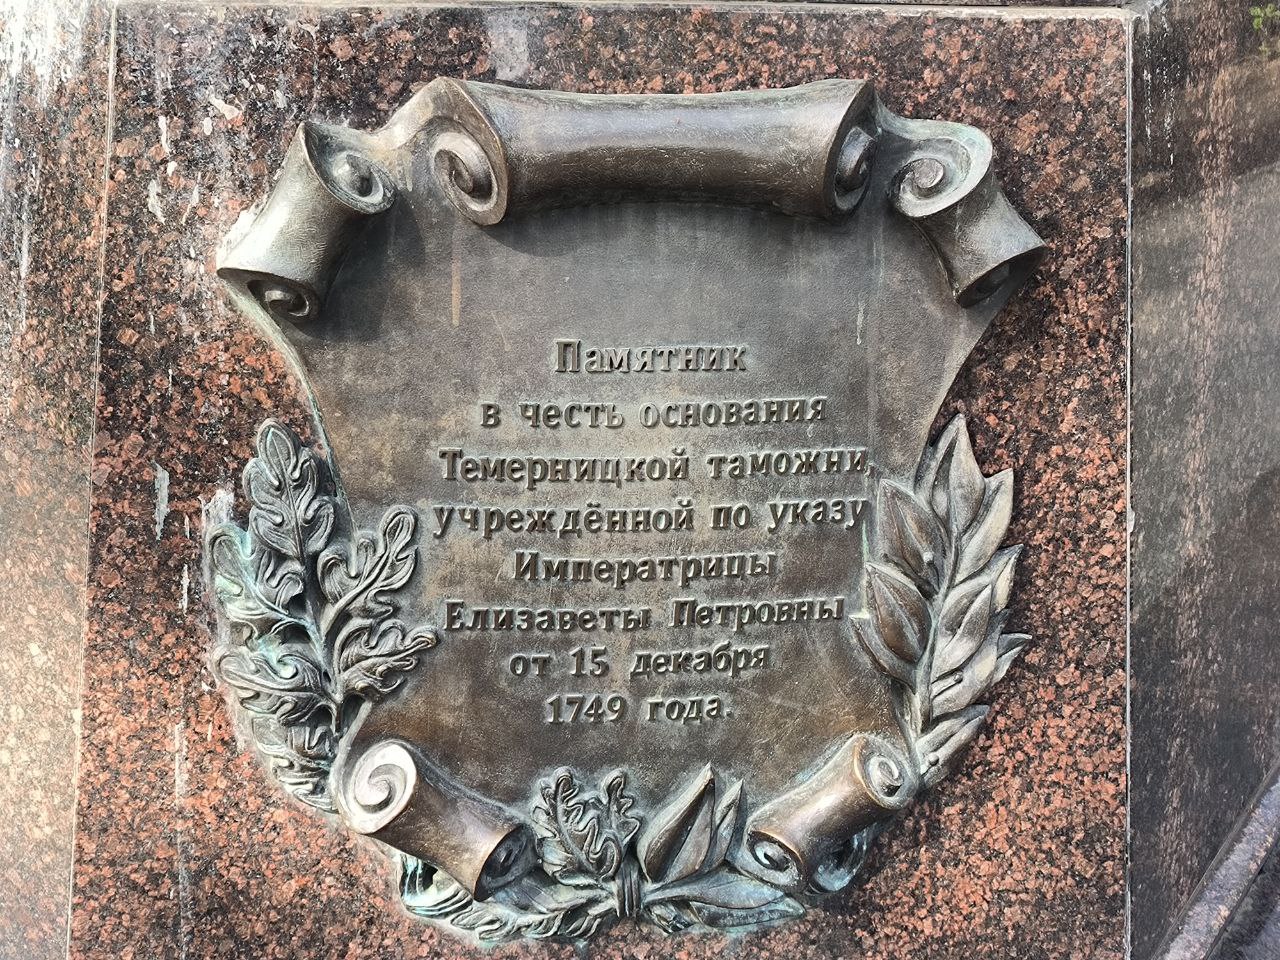 Памятник
в честь основания
Темерницкой таможни
учреждённой по указу
Императрицы
Елизаветы Петровны
от 15 декабря
1749 года.